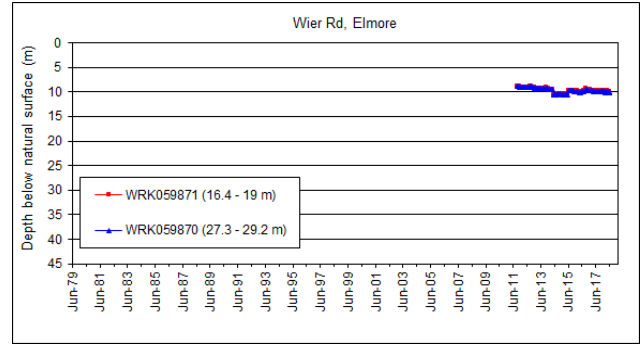 Wier Rd, Elmore
Depth below natural surface (m)
0
5
10
15
20
25
30
35
40
45
WRK059871 (16.4 - 19 m)
WRK059870 (27.3 - 29.2 m)
Jun-79
Jun-81
Jun-83
Jun-85
Jun-87
Jun-89
Jun-91
Jun-93
Jun-95
Jun-97
Jun-99
Jun-01
Jun-03
Jun-05
Jun-07
Jun-09
Jun-11
Jun-13
Jun-15
Jun-17